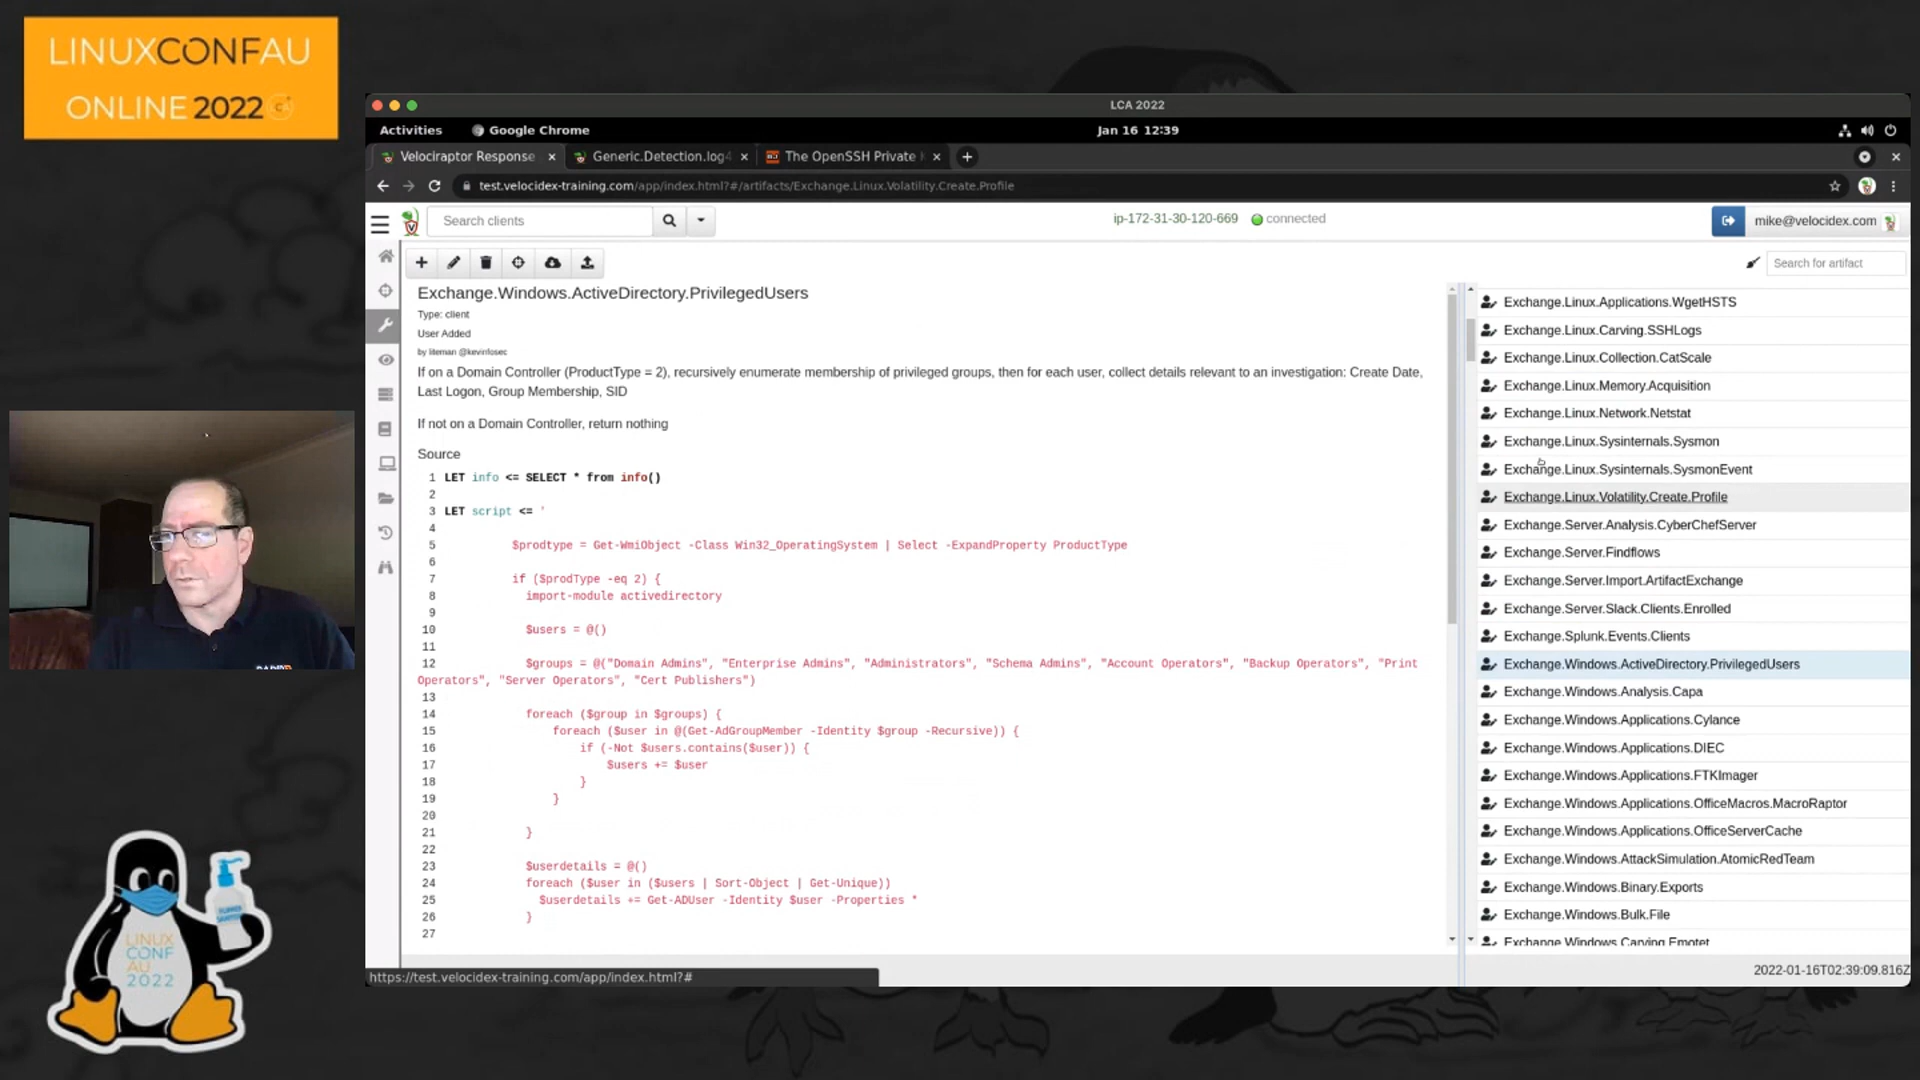 LINUXCONFAU
ONLINE 2022
LCA 2022
Activities
Google Chrome
Jan 16 12:39
Velociraptor Response
Generic.Detection.log4
The OpenSSH Private
test.velocidex-training.com/app/index.html?#/artifacts/Exchange.Linux.Volatility.Create.Profile
Search clients
ip-172-31-30-120-669
connected
mike@velocidex.com
Search for artifact
Exchange.Windows.ActiveDirectory.PrivilegedUsers
Type: client
User Added
by liteman @kevinfosec
If on a Domain Controller (ProductType = 2), recursively enumerate membership of privileged groups, then for each user, collect details relevant to an investigation: Create Date,
Last Logon, Group Membership, SID
If not on a Domain Controller, return nothing
Source
1 LET info <= SELECT * from info()
2
3 LET script <= '
4
5 $prodtype = Get-WmiObject -Class Win32_OperatingSystem | Select -ExpandProperty ProductType
6
7 if ($prodType -eq 2) {
8 import-module activedirectory
9
10 $users = @()
11
12 $groups = @("Domain Admins", "Enterprise Admins", "Administrators", "Schema Admins", "Account Operators", "Backup Operators", "Print
Operators", "Server Operators", "Cert Publishers")
13
14 foreach ($group in $groups) {
15 foreach ($user in @(Get-AdGroupMember -Identity $group -Recursive)) {
16 if (-Not $users.contains($user)) {
17 $users += $user
18 }
19 }
20
21 }
22
23 $userdetails = @()
24 foreach ($user in ($users | Sort-Object | Get-Unique))
25 $userdetails += Get-ADUser -Identity $user -Properties *
26 }
27
Exchange.Linux.Applications.WgetHSTS
Exchange.Linux.Carving.SSHLogs
Exchange.Linux.Collection.CatScale
Exchange.Linux.Memory.Acquisition
Exchange.Linux.Network.Netstat
Exchange.Linux.Sysinternals.Sysmon
Exchange.Linux.Sysinternals.SysmonEvent
Exchange.Linux.Volatility.Create.Profile
Exchange.Server.Analysis.CyberChefServer
Exchange.Server.Findflows
Exchange.Server.Import.ArtifactExchange
Exchange.Server.Slack.Clients.Enrolled
Exchange.Splunk.Events.Clients
Exchange.Windows.ActiveDirectory.PrivilegedUsers
Exchange.Windows.Analysis.Capa
Exchange.Windows.Applications.Cylance
Exchange.Windows.Applications.DIEC
Exchange.Windows.Applications.FTKImager
Exchange.Windows.Applications.OfficeMacros.MacroRaptor
Exchange.Windows.Applications.OfficeServerCache
Exchange.Windows.AttackSimulation.AtomicRedTeam
Exchange.Windows.Binary.Exports
Exchange.Windows.Bulk.File
Exchange.Windows.Carving.Emotet
https://test.velocidex-training.com/app/index.html?#
2022-01-16T02:39:09.816Z
LINUX
CONF
AU
2022